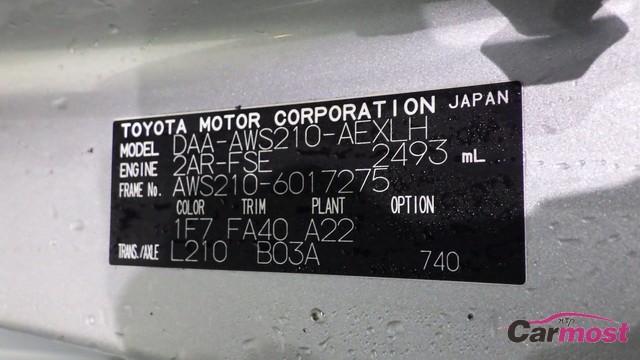 TOYOTA MOTOR CORPORATION JAPAN
MODEL DAA-AWS210-AEXLH
ENGINE 2AR-FSE 2493 mL
FRAME No. AWS210-6017275
COLOR TRIM PLANT OPTION
1F7 FA40 A22
TRANS./AXLE L210 B03A 740
Carmost